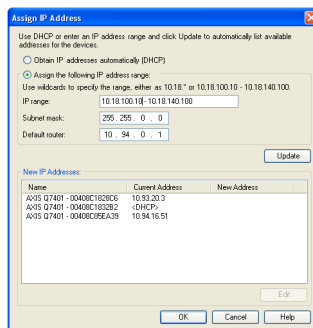 Assign IP Address
Use DHCP or enter an IP address range and click Update to automatically list available
addresses for the devices.
Obtain IP addresses automatically (DHCP)
Assign the following IP address range:
Use wildcards to specify the range, either as 10.18.* or 10.18.100.10 - 10.18.140.100.
IP range: 10.18.100.10 - 10.18.140.100
Subnet mask: 255 . 255 . 0 . 0
Default router: 10 . 94 . 0 . 1
Update
New IP Addresses:
Name Current Address New Address
AXIS Q7401 - 00408C1828C6 10.93.20.3
AXIS Q7401 - 00408C1832B2 <DHCP>
AXIS Q7401 - 00408C85EA39 10.94.16.51
Edit
OK Cancel Help